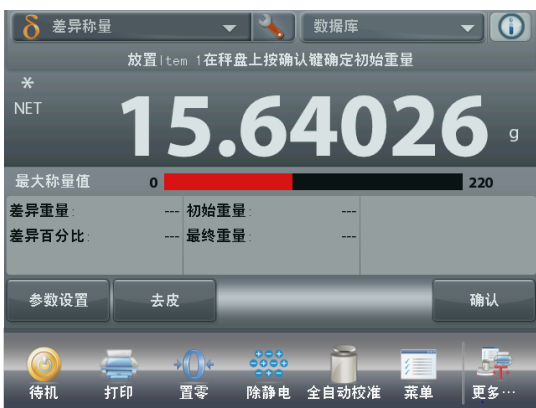 δ 差异称量 数据库
放置Item 1在秤盘上按确认键确定初始重量
*
NET 15.64026 g
最大称量值 0 220
差异重量: --- 初始重量: ---
差异百分比: --- 最终重量: ---
参数设置 去皮 确认
待机 打印 置零 除静电 全自动校准 菜单 更多...